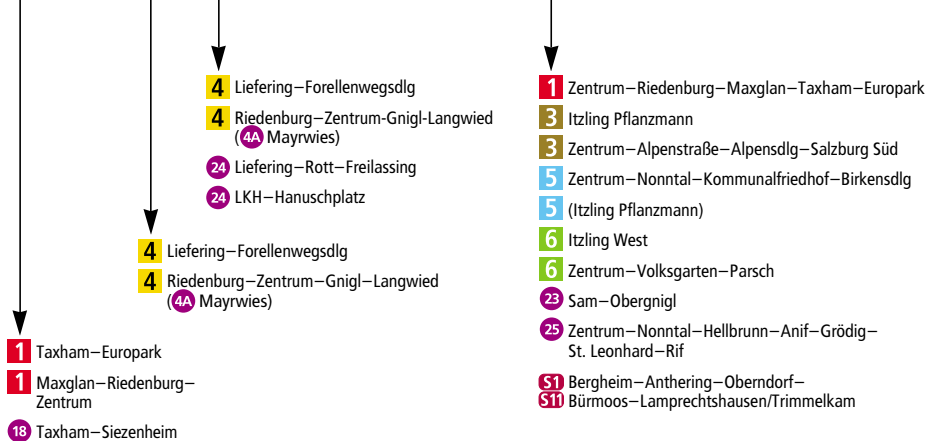 4 Liefering–Forellenwegsdlg
4 Riedenburg–Zentrum-Gnigl-Langwied
(4A Mayrwies)
24 Liefering–Rott–Freilassing
24 LKH–Hanuschplatz
4 Liefering–Forellenwegsdlg
4 Riedenburg–Zentrum–Gnigl–Langwied
(4A Mayrwies)
1 Taxham–Europark
1 Maxglan–Riedenburg–
Zentrum
18 Taxham–Siezenheim
1 Zentrum–Riedenburg–Maxglan–Taxham–Europark
3 Itzling Pflanzmann
3 Zentrum–Alpenstraße–Alpensdlg–Salzburg Süd
5 Zentrum–Nonntal–Kommunalfriedhof–Birkensdlg
5 (Itzling Pflanzmann)
6 Itzling West
6 Zentrum–Volksgarten–Parsch
23 Sam–Obergnigl
25 Zentrum–Nonntal–Hellbrunn–Anif–Grödig–
St. Leonhard–Rif
S1 Bergheim–Anthering–Oberndorf–
S11 Bürmoos–Lamprechtshausen/Trimmelkam